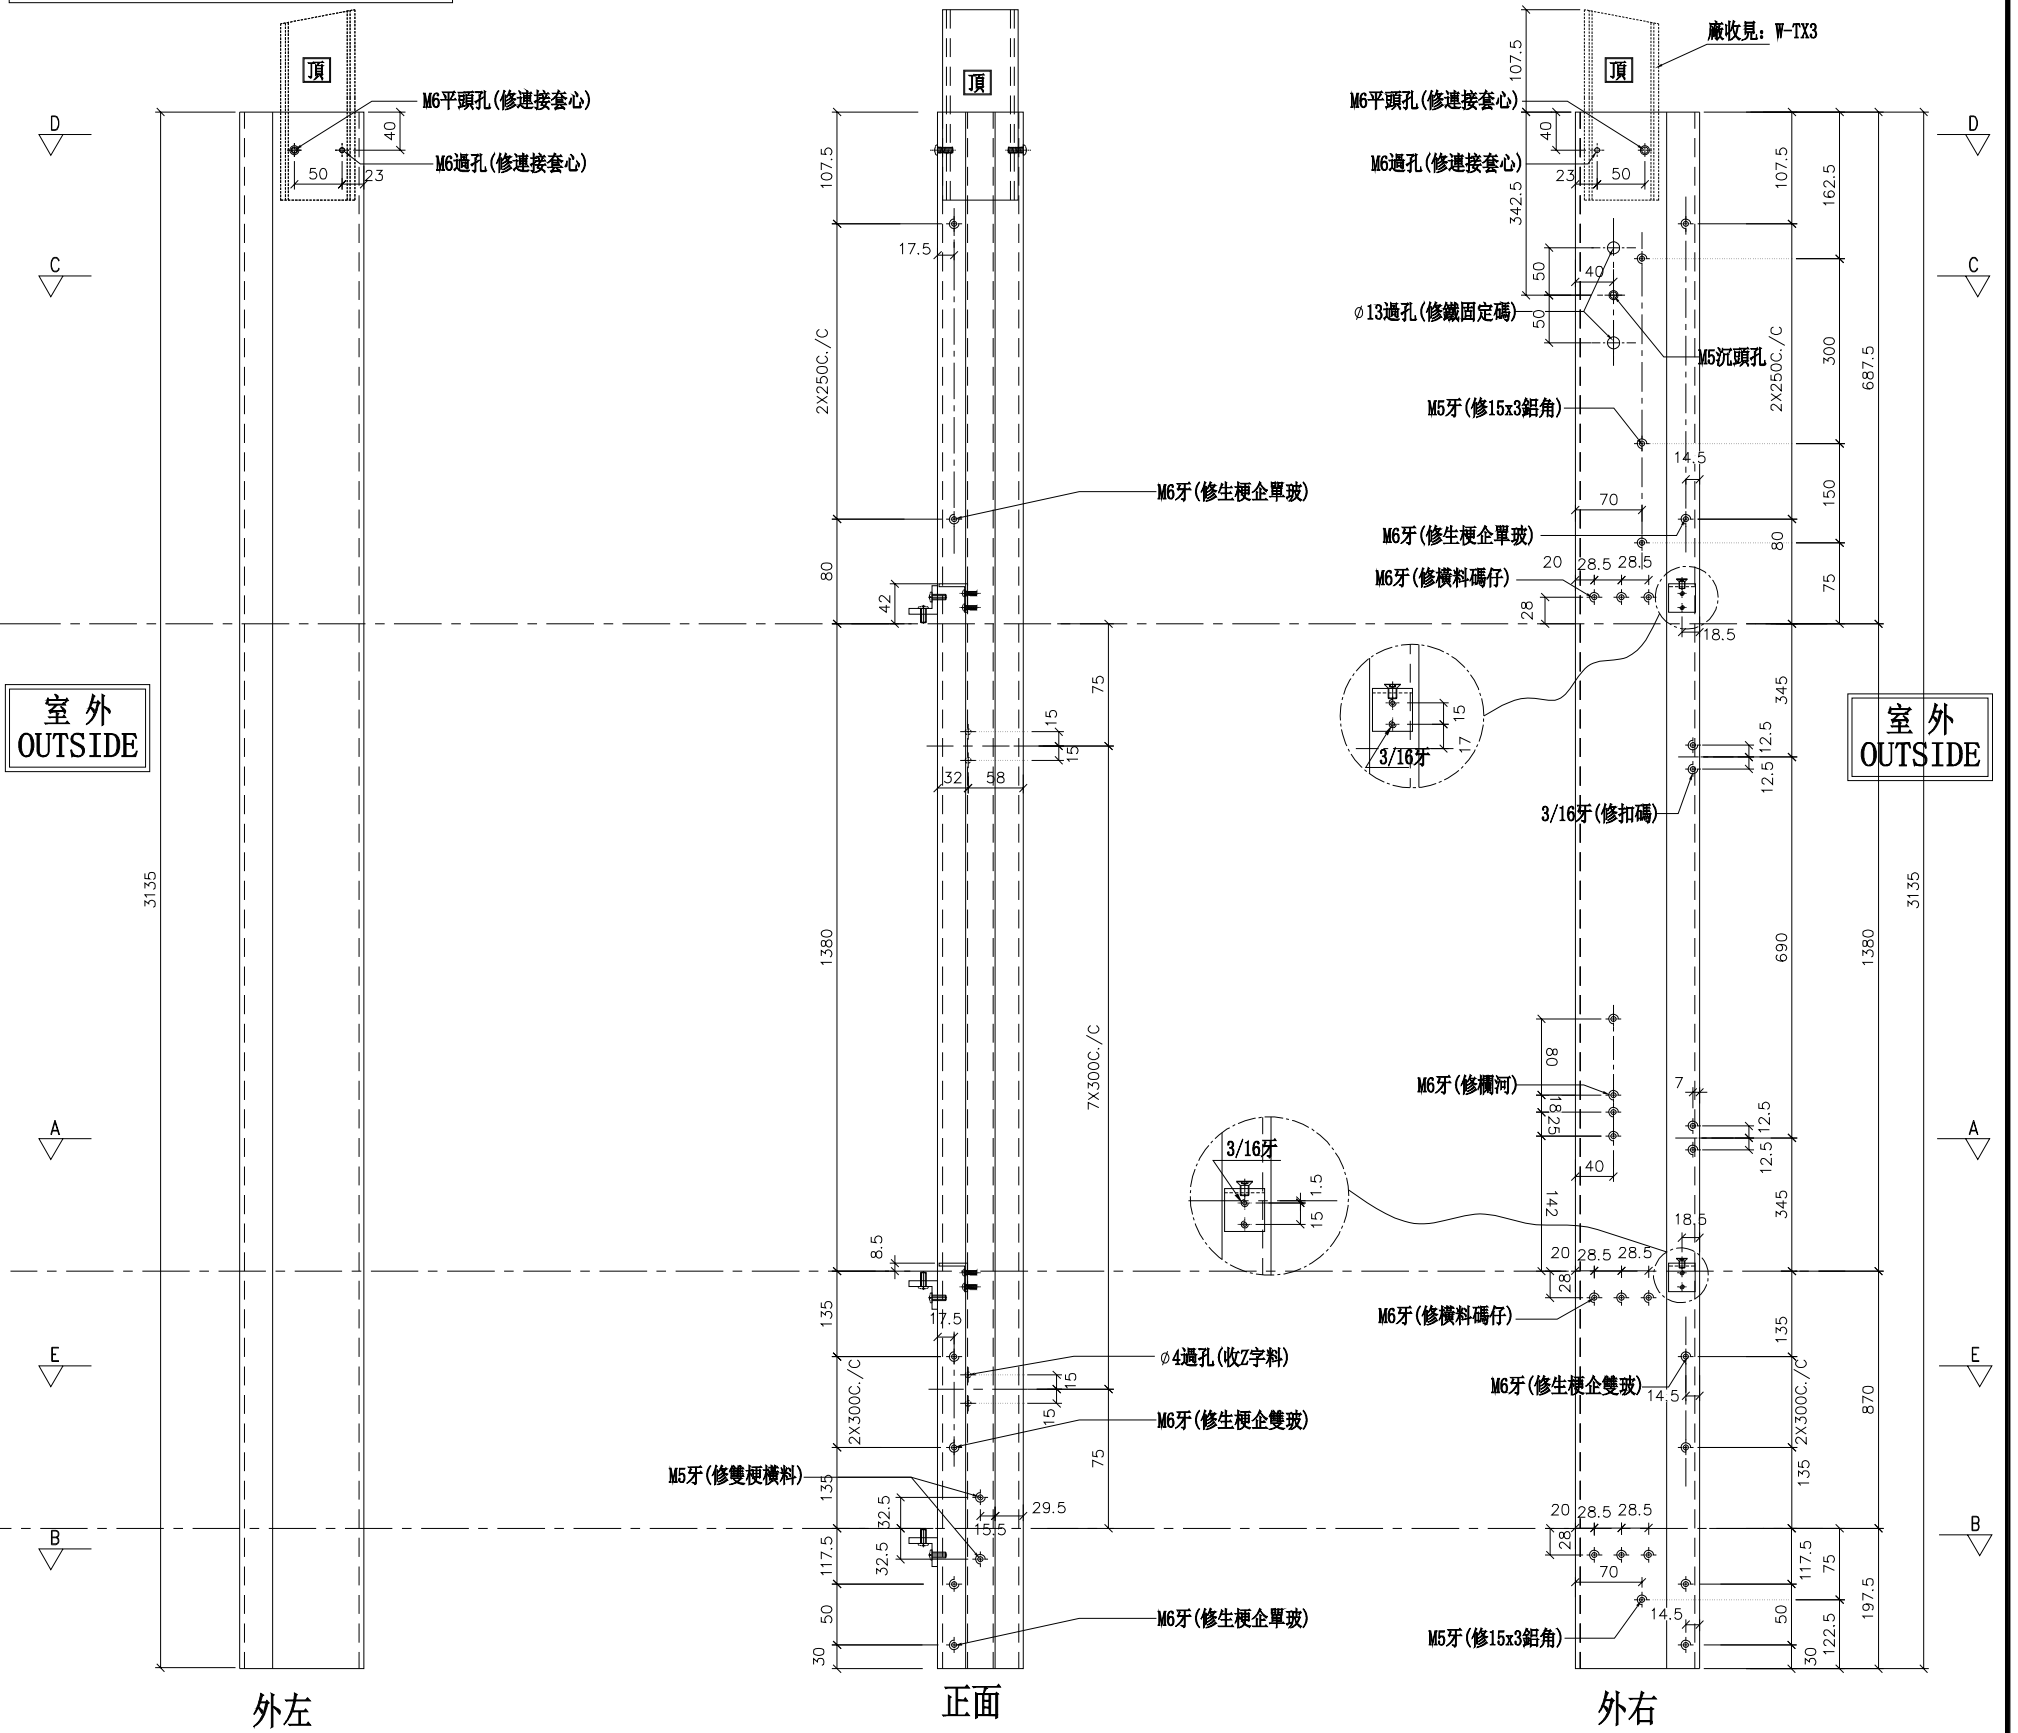 頂
M6平頭孔(修連接套心)
M6過孔(修連接套心)
40
50
23
D
C
室外
OUTSIDE
3135
A
E
B
外左
頂
107.5
17.5
2X250C./C
M6牙(修生梗企單玻)
80
42
75
15
15
32
58
1380
7X300C./C
8.5
135
17.5
φ4過孔(收Z字料)
15
15
2X300C./C
M6牙(修生梗企雙玻)
75
M5牙(修雙梗橫料)
135
32.5
29.5
15.5
117.5
32.5
50
M6牙(修生梗企單玻)
30
正面
頂
廠收見: W-TX3
107.5
M6平頭孔(修連接套心)
40
M6過孔(修連接套心)
23
50
342.5
107.5
162.5
D
C
50
40
φ13過孔(修鐵固定碼)
50
M5沉頭孔
2X250C./C
300
687.5
M5牙(修15x3鋁角)
14.5
70
150
M6牙(修生梗企單玻)
80
20
28.5
28.5
M6牙(修橫料碼仔)
75
28
18.5
15
17
3/16牙
345
12.5
12.5
室外
OUTSIDE
3/16牙(修扣碼)
3135
690
1380
80
M6牙(修欄河)
7
18
25
12.5
12.5
A
40
3/16牙
1.5
15
142
345
18.5
20
28.5
28.5
28
M6牙(修橫料碼仔)
135
M6牙(修生梗企雙玻)
14.5
2X300C./C
870
E
135
20
28.5
28.5
28
B
117.5
75
70
197.5
14.5
50
122.5
M5牙(修15x3鋁角)
30
外右